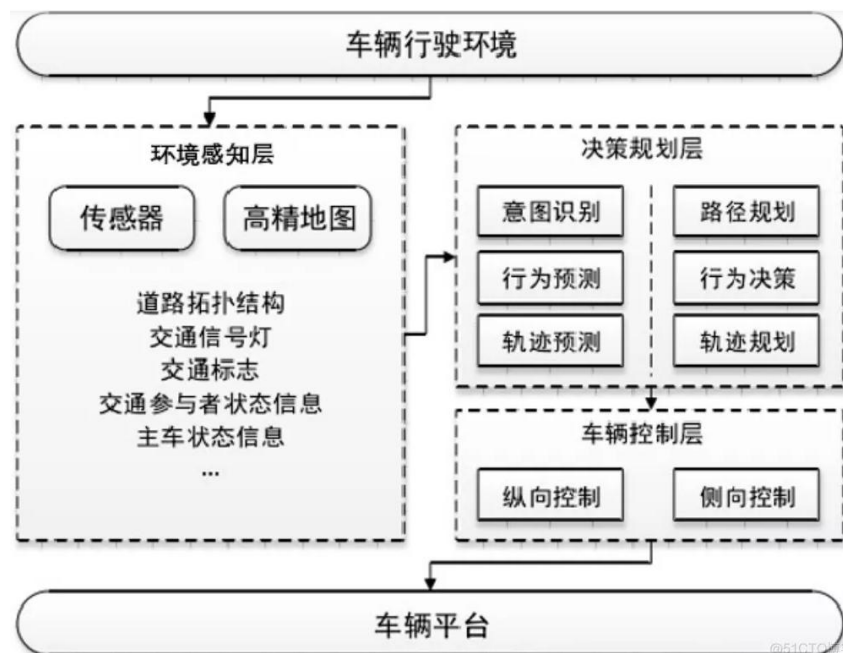 车辆行驶环境
环境感知层
传感器
高精地图
道路拓扑结构
交通信号灯
交通标志
交通参与者状态信息
主车状态信息
...
决策规划层
意图识别
路径规划
行为预测
行为决策
轨迹预测
轨迹规划
车辆控制层
纵向控制
侧向控制
车辆平台